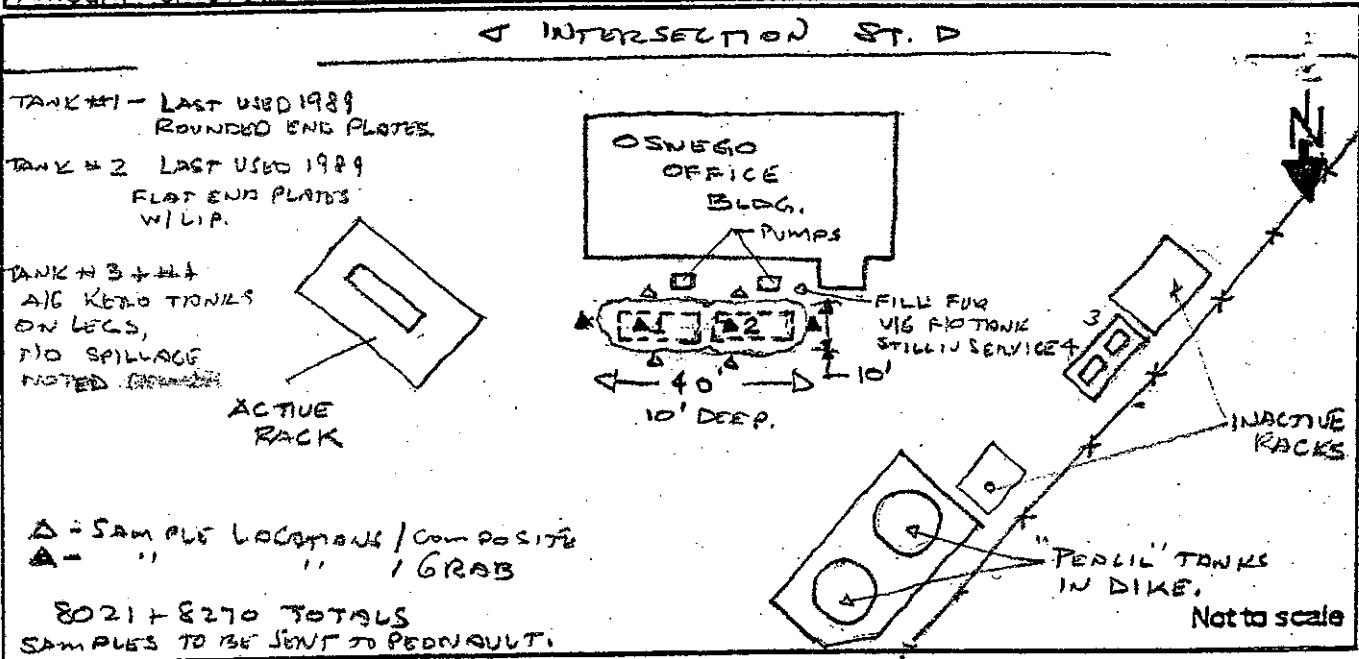 ◁ INTERSECTION ST. ▷
TANK #1 - LAST USED 1989
ROUNDED END PLATES.
TANK # 2 LAST USED 1989
FLAT END PLATES
W/ LIP.
TANK # 3 + #4
A/G KERO TANKS
ON LEGS,
NO SPILLAGE
NOTED
ACTIVE
RACK
OSWEGO
OFFICE
BLDG.
PUMPS
1
2
FILL FOR
U/G F/O TANK
STILL IN SERVICE
40'
10'
10' DEEP.
N
3
4
INACTIVE
RACKS
"PENCIL" TANKS
IN DIKE.
Not to scale
△ - SAMPLE LOCATIONS / COMPOSITE
▲ - " " / GRAB
8021 + 8270 TOTALS
SAMPLES TO BE SENT TO PEDNAULT.